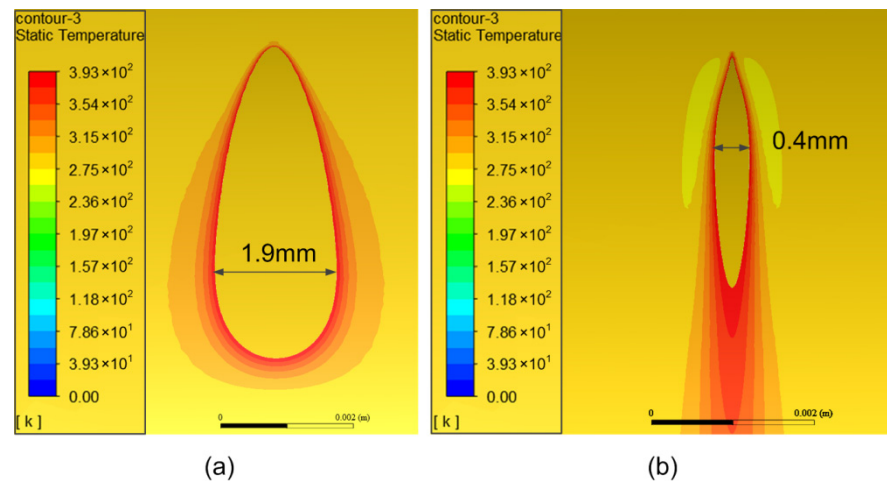 contour-3
Static Temperature
3.93×10²
3.54×10²
3.15×10²
2.75×10²
2.36×10²
1.97×10²
1.57×10²
1.18×10²
7.86×10¹
3.93×10¹
0.00
[ k ]
1.9mm
0
0.002 (m)
(a)
contour-3
Static Temperature
3.93×10²
3.54×10²
3.15×10²
2.75×10²
2.36×10²
1.97×10²
1.57×10²
1.18×10²
7.86×10¹
3.93×10¹
0.00
[ k ]
0.4mm
0
0.002 (m)
(b)